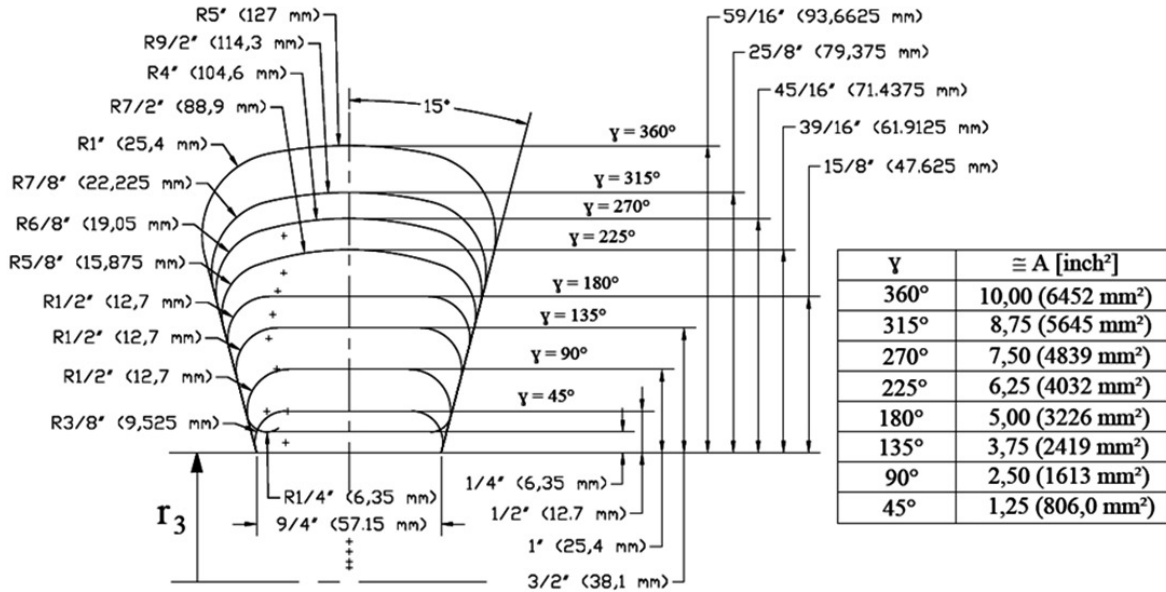 R5" (127 mm)
R9/2" (114,3 mm)
R4" (104,6 mm)
R7/2" (88,9 mm)
R1" (25,4 mm)
R7/8" (22,225 mm)
R6/8" (19,05 mm)
R5/8" (15,875 mm)
R1/2" (12,7 mm)
R1/2" (12,7 mm)
R1/2" (12,7 mm)
R3/8" (9,525 mm)
15°
γ = 360°
γ = 315°
γ = 270°
γ = 225°
γ = 180°
γ = 135°
γ = 90°
γ = 45°
59/16" (93,6625 mm)
25/8" (79,375 mm)
45/16" (71.4375 mm)
39/16" (61.9125 mm)
15/8" (47.625 mm)
r3
R1/4" (6,35 mm)
9/4" (57.15 mm)
1/4" (6,35 mm)
1/2" (12.7 mm)
1" (25,4 mm)
3/2" (38,1 mm)
γ ≅ A [inch²]
360° 10,00 (6452 mm²)
315° 8,75 (5645 mm²)
270° 7,50 (4839 mm²)
225° 6,25 (4032 mm²)
180° 5,00 (3226 mm²)
135° 3,75 (2419 mm²)
90° 2,50 (1613 mm²)
45° 1,25 (806,0 mm²)